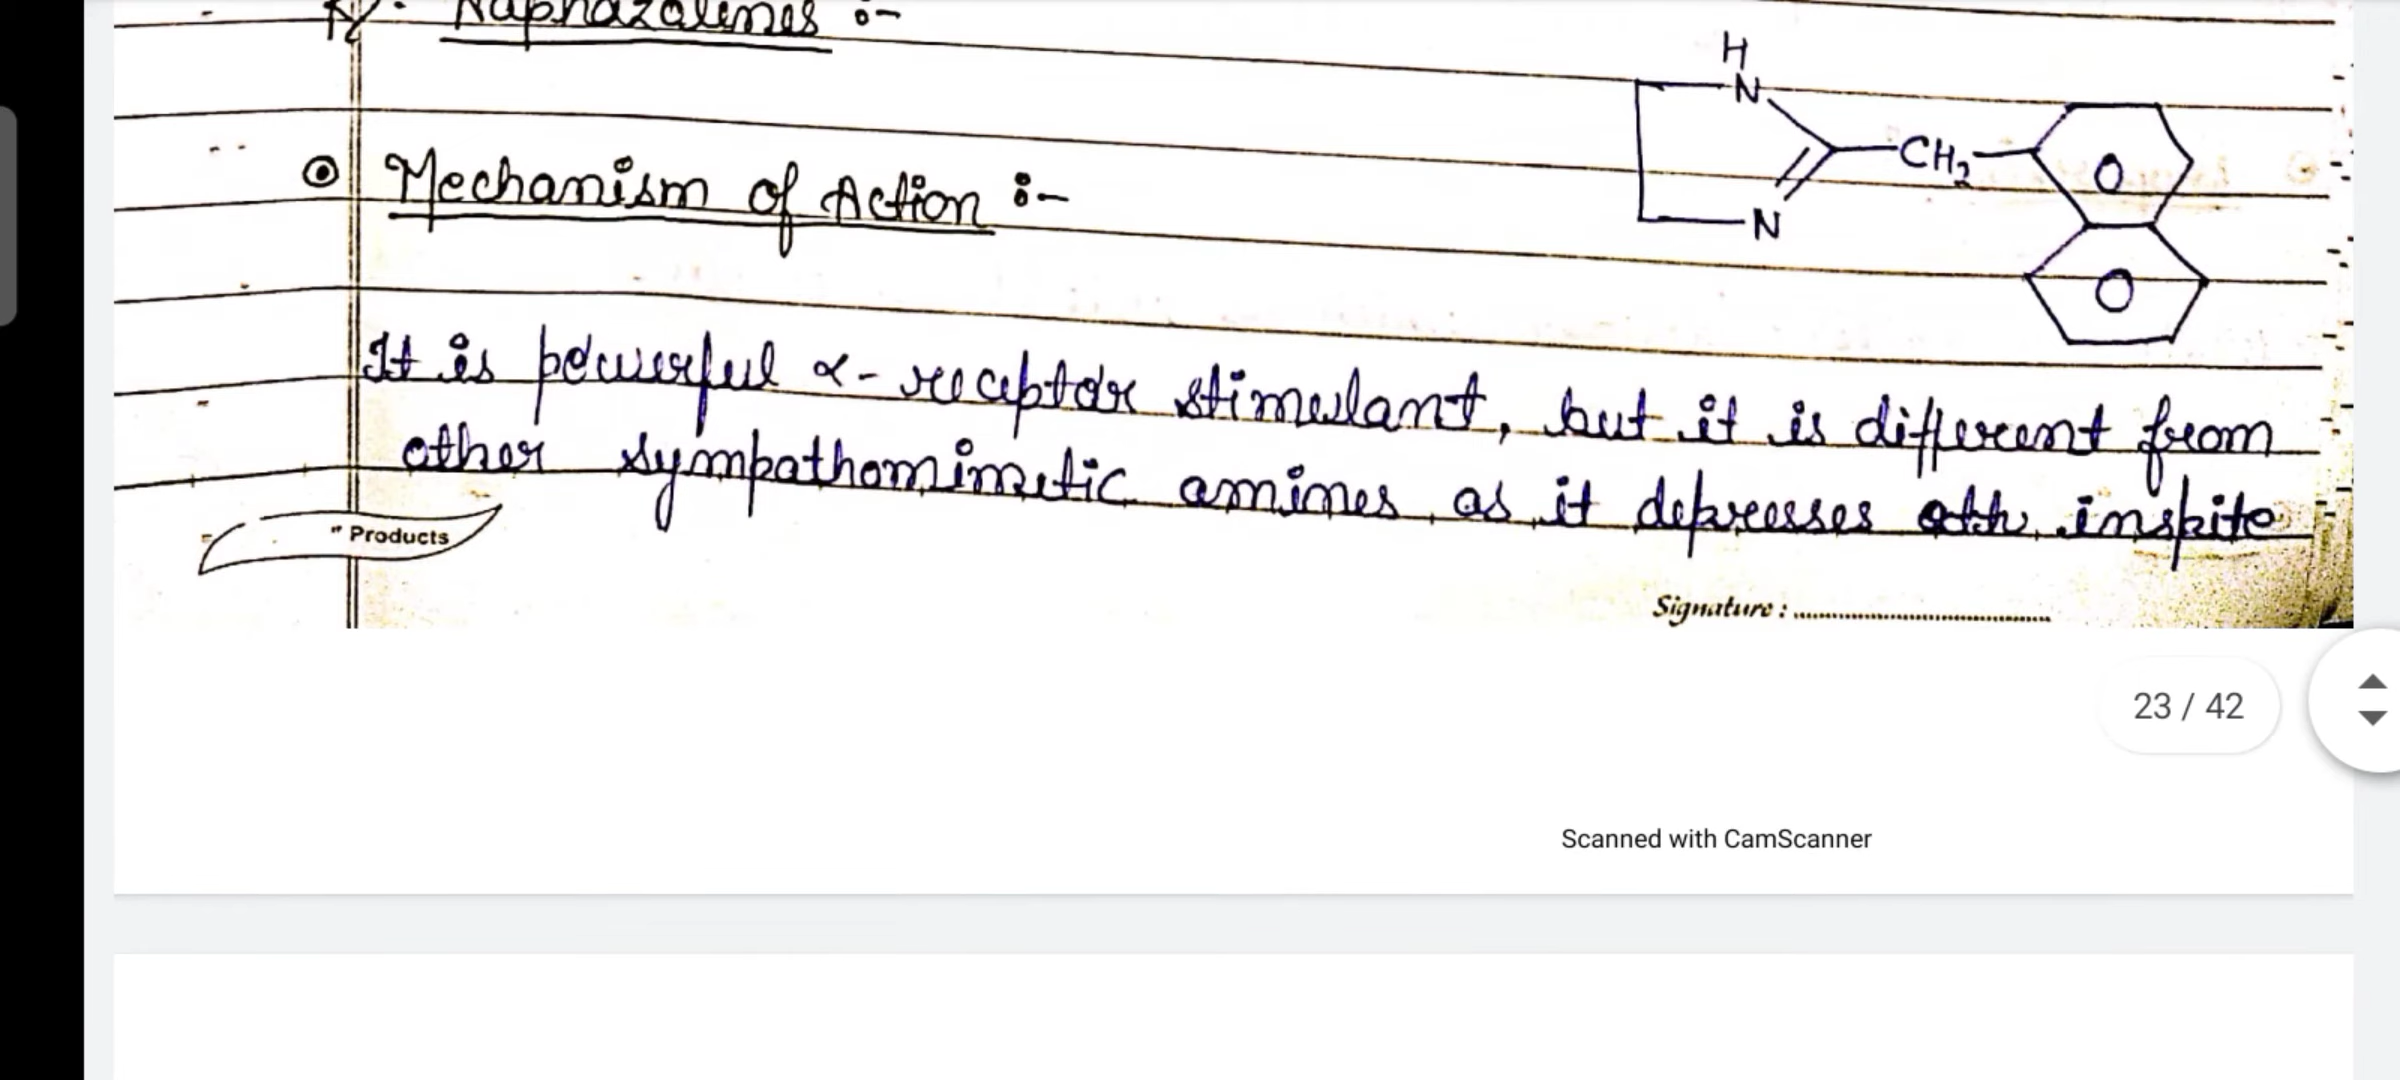 Naphazolines :-
H
N
CH2
N
Mechanism of Action :-
It is powerful α- receptor stimulant, but it is different from
other sympathomimetic amines as it depresses inspite
" Products
Signature :
23 / 42
Scanned with CamScanner